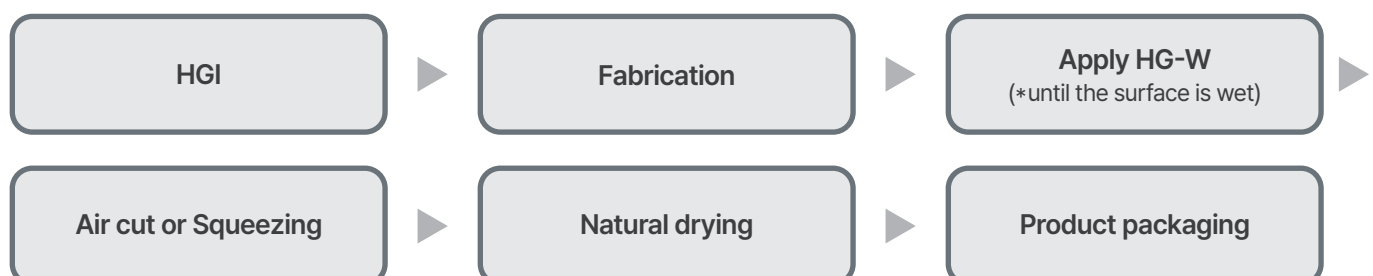 HGI
Fabrication
Apply HG-W
(*until the surface is wet)
Air cut or Squeezing
Natural drying
Product packaging